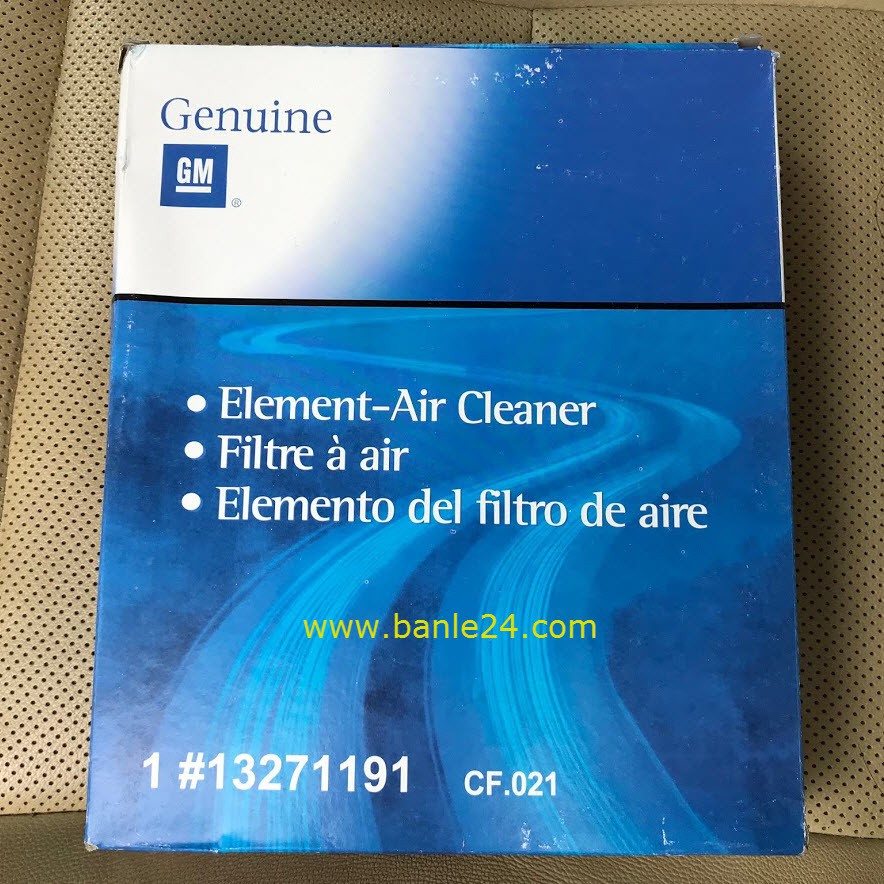 Genuine
GM
®
• Element-Air Cleaner
• Filtre à air
• Elemento del filtro de aire
www.banle24.com
1 #13271191 CF.021